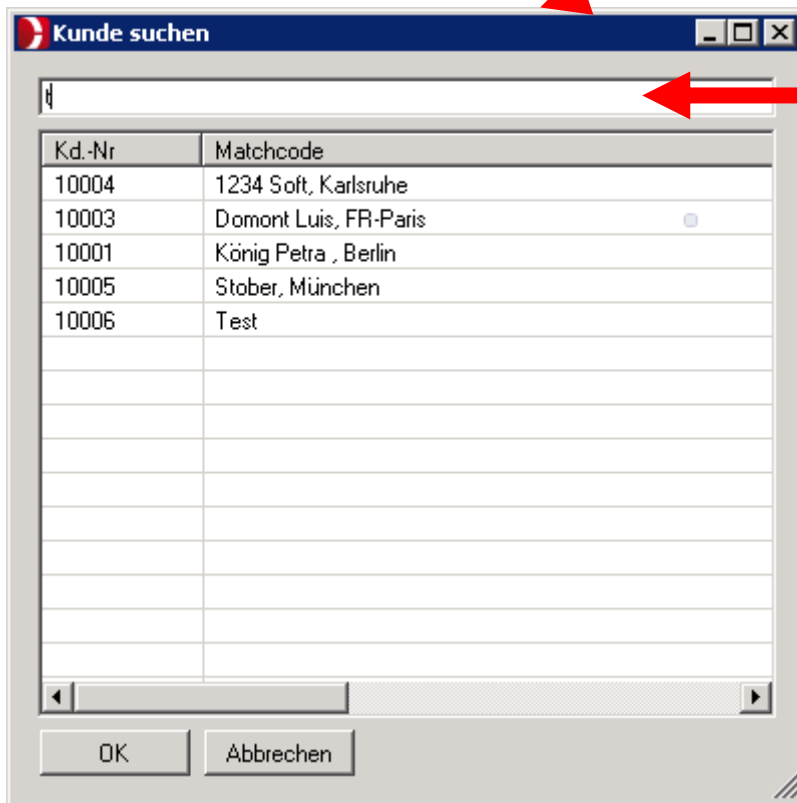 Kunde suchen
t
Kd.-Nr Matchcode
10004 1234 Soft, Karlsruhe
10003 Domont Luis, FR-Paris
10001 König Petra , Berlin
10005 Stober, München
10006 Test
OK Abbrechen